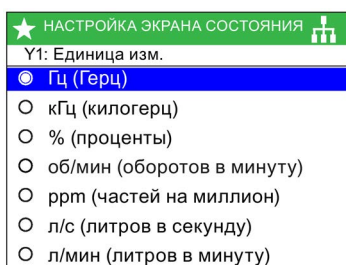 НАСТРОЙКА ЭКРАНА СОСТОЯНИЯ
Y1: Единица изм.
Гц (Герц)
кГц (килогерц)
% (проценты)
об/мин (оборотов в минуту)
ppm (частей на миллион)
л/с (литров в секунду)
л/мин (литров в минуту)